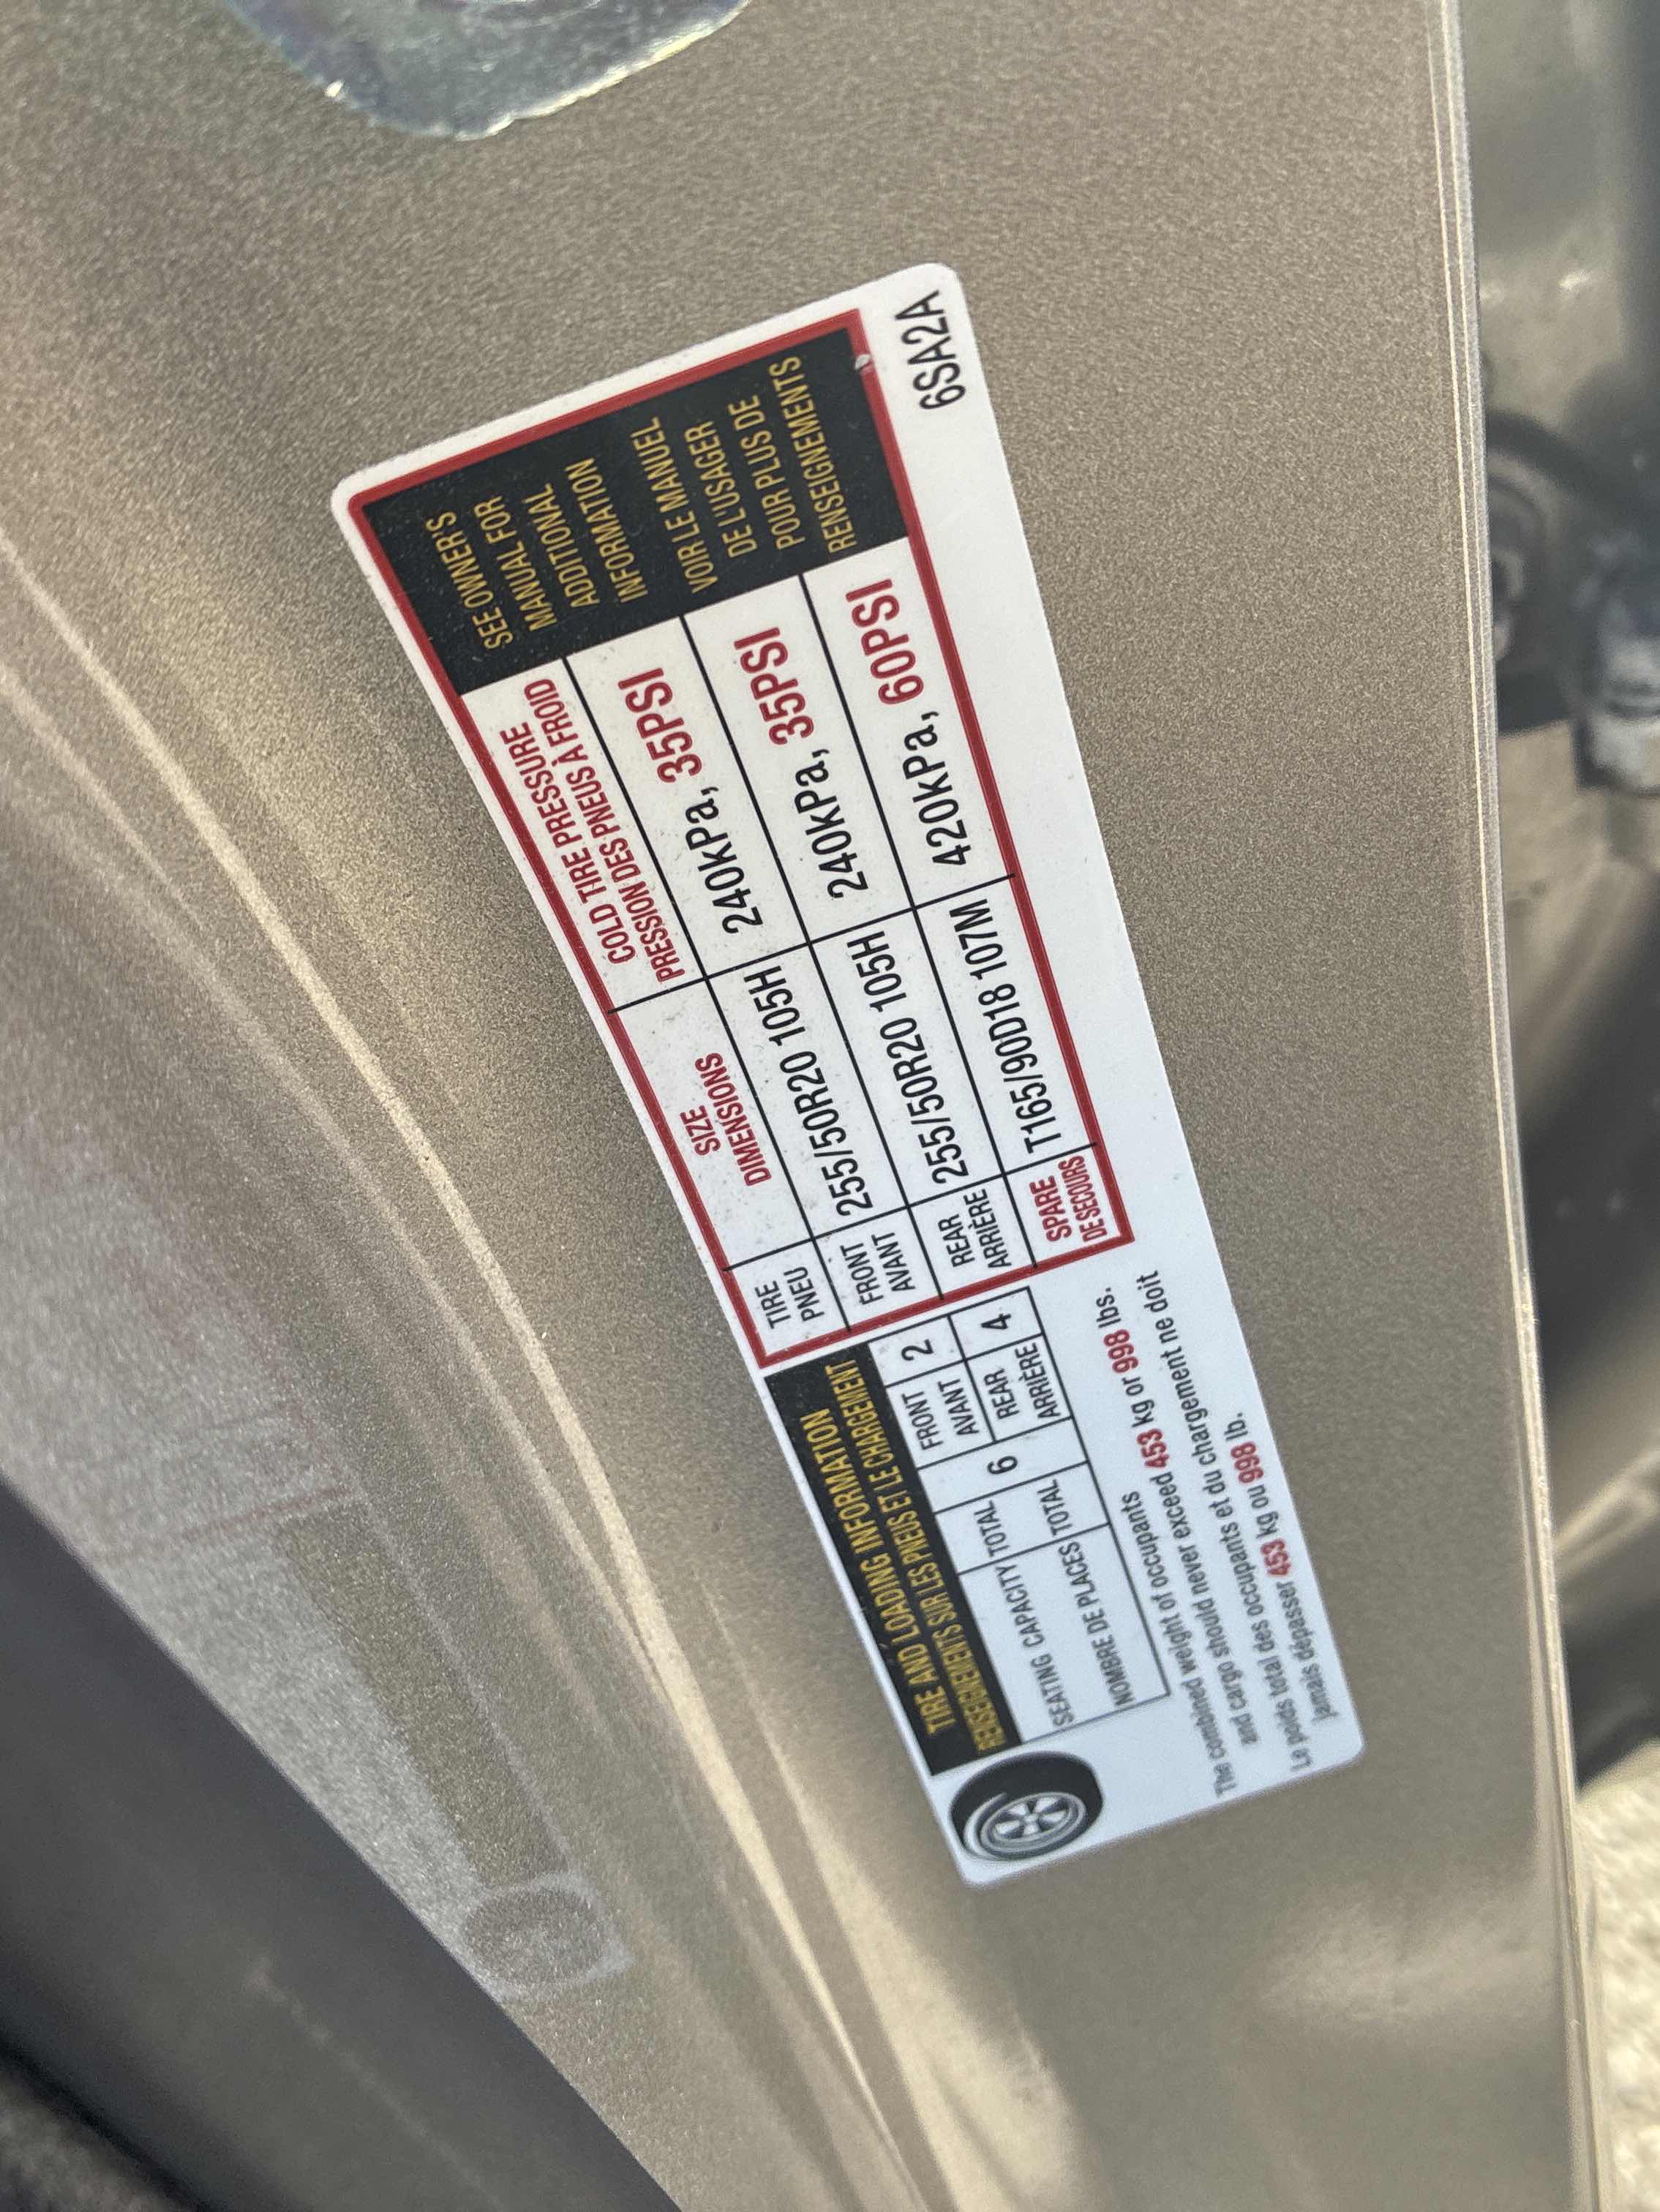 TIRE AND LOADING INFORMATION
RENSEIGNEMENTS SUR LES PNEUS ET LE CHARGEMENT
SEATING CAPACITY TOTAL 6 FRONT AVANT 2 REAR ARRIÈRE 4
NOMBRE DE PLACES TOTAL
The combined weight of occupants
and cargo should never exceed 453 kg or 998 lbs.
Le poids total des occupants et du chargement ne doit
jamais dépasser 453 kg ou 998 lb.
TIRE
PNEU
SIZE
DIMENSIONS
COLD TIRE PRESSURE
PRESSION DES PNEUS À FROID
FRONT
AVANT
255/50R20 105H
240kPa, 35PSI
REAR
ARRIÈRE
255/50R20 105H
240kPa, 35PSI
SPARE
DE SECOURS
T165/90D18 107M
420kPa, 60PSI
SEE OWNER'S
MANUAL FOR
ADDITIONAL
INFORMATION
VOIR LE MANUEL
DE L'USAGER
POUR PLUS DE
RENSEIGNEMENTS
6SA2A